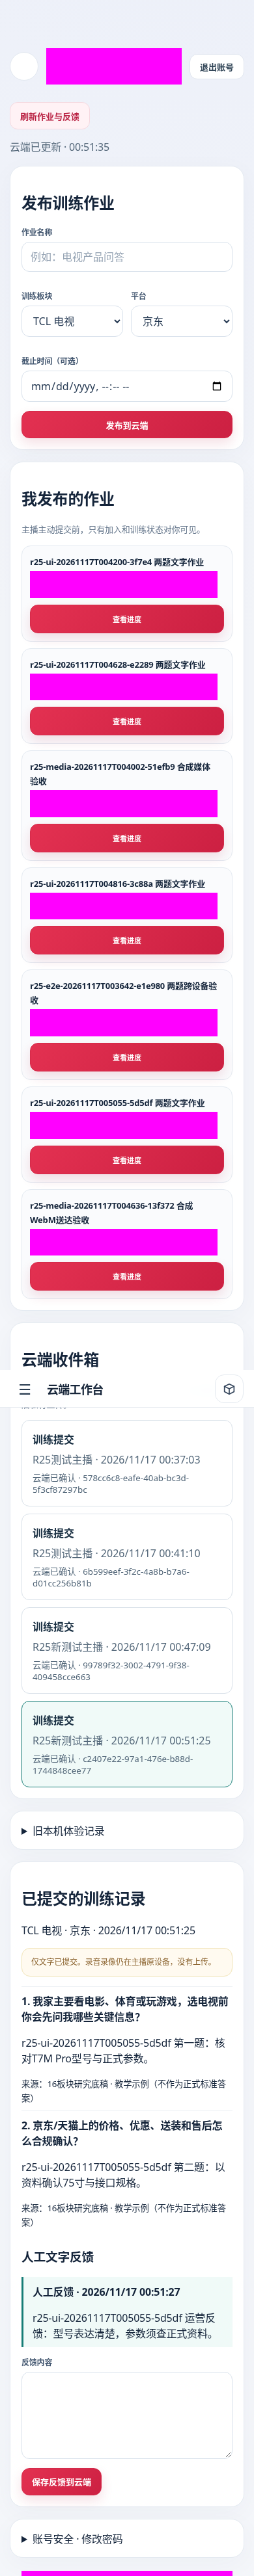 退出账号
刷新作业与反馈
云端已更新 · 00:51:35
发布训练作业
作业名称
例如：电视产品问答
训练板块
平台
TCL 电视
京东
截止时间（可选）
mm/dd/yyyy, --:-- --
发布到云端
我发布的作业
主播主动提交前，只有加入和训练状态对你可见。
r25-ui-20261117T004200-3f7e4 两题文字作业
查看进度
r25-ui-20261117T004628-e2289 两题文字作业
查看进度
r25-media-20261117T004002-51efb9 合成媒体
验收
查看进度
r25-ui-20261117T004816-3c88a 两题文字作业
查看进度
r25-e2e-20261117T003642-e1e980 两题跨设备验
收
查看进度
r25-ui-20261117T005055-5d5df 两题文字作业
查看进度
r25-media-20261117T004636-13f372 合成
WebM送达验收
查看进度
云端收件箱
云端工作台
训练提交
R25测试主播 · 2026/11/17 00:37:03
云端已确认 · 578cc6c8-eafe-40ab-bc3d-
5f3cf87297bc
训练提交
R25测试主播 · 2026/11/17 00:41:10
云端已确认 · 6b599eef-3f2c-4a8b-b7a6-
d01cc256b81b
训练提交
R25新测试主播 · 2026/11/17 00:47:09
云端已确认 · 99789f32-3002-4791-9f38-
409458cce663
训练提交
R25新测试主播 · 2026/11/17 00:51:25
云端已确认 · c2407e22-97a1-476e-b88d-
1744848cee77
旧本机体验记录
已提交的训练记录
TCL 电视 · 京东 · 2026/11/17 00:51:25
仅文字已提交。录音录像仍在主播原设备，没有上传。
1. 我家主要看电影、体育或玩游戏，选电视前
你会先问我哪些关键信息？
r25-ui-20261117T005055-5d5df 第一题：核
对T7M Pro型号与正式参数。
来源：16板块研究底稿 · 教学示例（不作为正式标准答
案）
2. 京东/天猫上的价格、优惠、送装和售后怎
么合规确认？
r25-ui-20261117T005055-5d5df 第二题：以
资料确认75寸与接口规格。
来源：16板块研究底稿 · 教学示例（不作为正式标准答
案）
人工文字反馈
人工反馈 · 2026/11/17 00:51:27
r25-ui-20261117T005055-5d5df 运营反
馈：型号表达清楚，参数须查正式资料。
反馈内容
保存反馈到云端
账号安全 · 修改密码